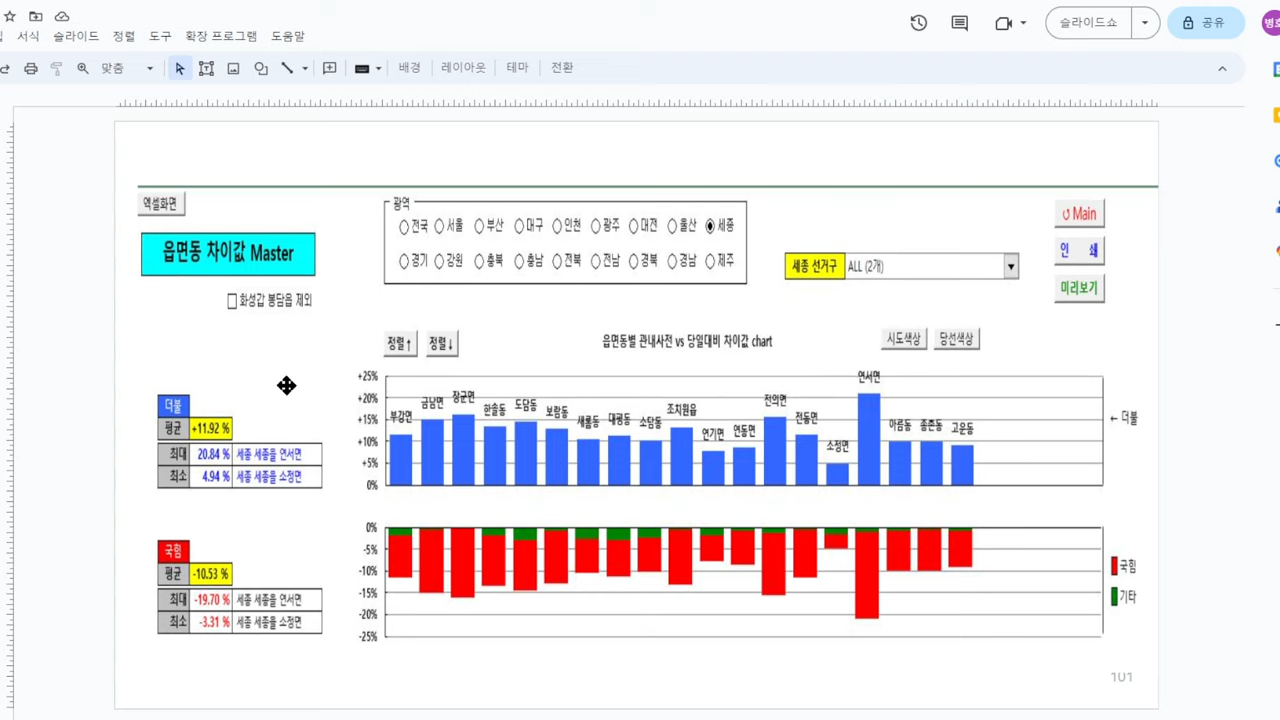 서식 슬라이드 정렬 도구 확장 프로그램 도움말
슬라이드쇼
공유
맞춤
배경 레이아웃 테마 전환
엑셀화면
읍면동 차이값 Master
화성갑 봉담읍 제외
광역
전국 서울 부산 대구 인천 광주 대전 울산 세종
경기 강원 충북 충남 전북 전남 경북 경남 제주
세종 선거구 ALL (2개)
↺ Main
인 쇄
미리보기
정렬↑ 정렬↓
읍면동별 관내사전 vs 당일대비 차이값 chart
시도색상 당선색상
더불
평균 +11.92 %
최대 20.84 % 세종 세종을 연서면
최소 4.94 % 세종 세종을 소정면
국힘
평균 -10.53 %
최대 -19.70 % 세종 세종을 연서면
최소 -3.31 % 세종 세종을 소정면
+25%
+20%
+15%
+10%
+5%
0%
부강면 금남면 장군면 한솔동 도담동 보람동 새롬동 대평동 소담동 조치원읍 연기면 연동면 전의면 전동면 소정면 연서면 아름동 종촌동 고운동
← 더불
0%
-5%
-10%
-15%
-20%
-25%
국힘
기타
101